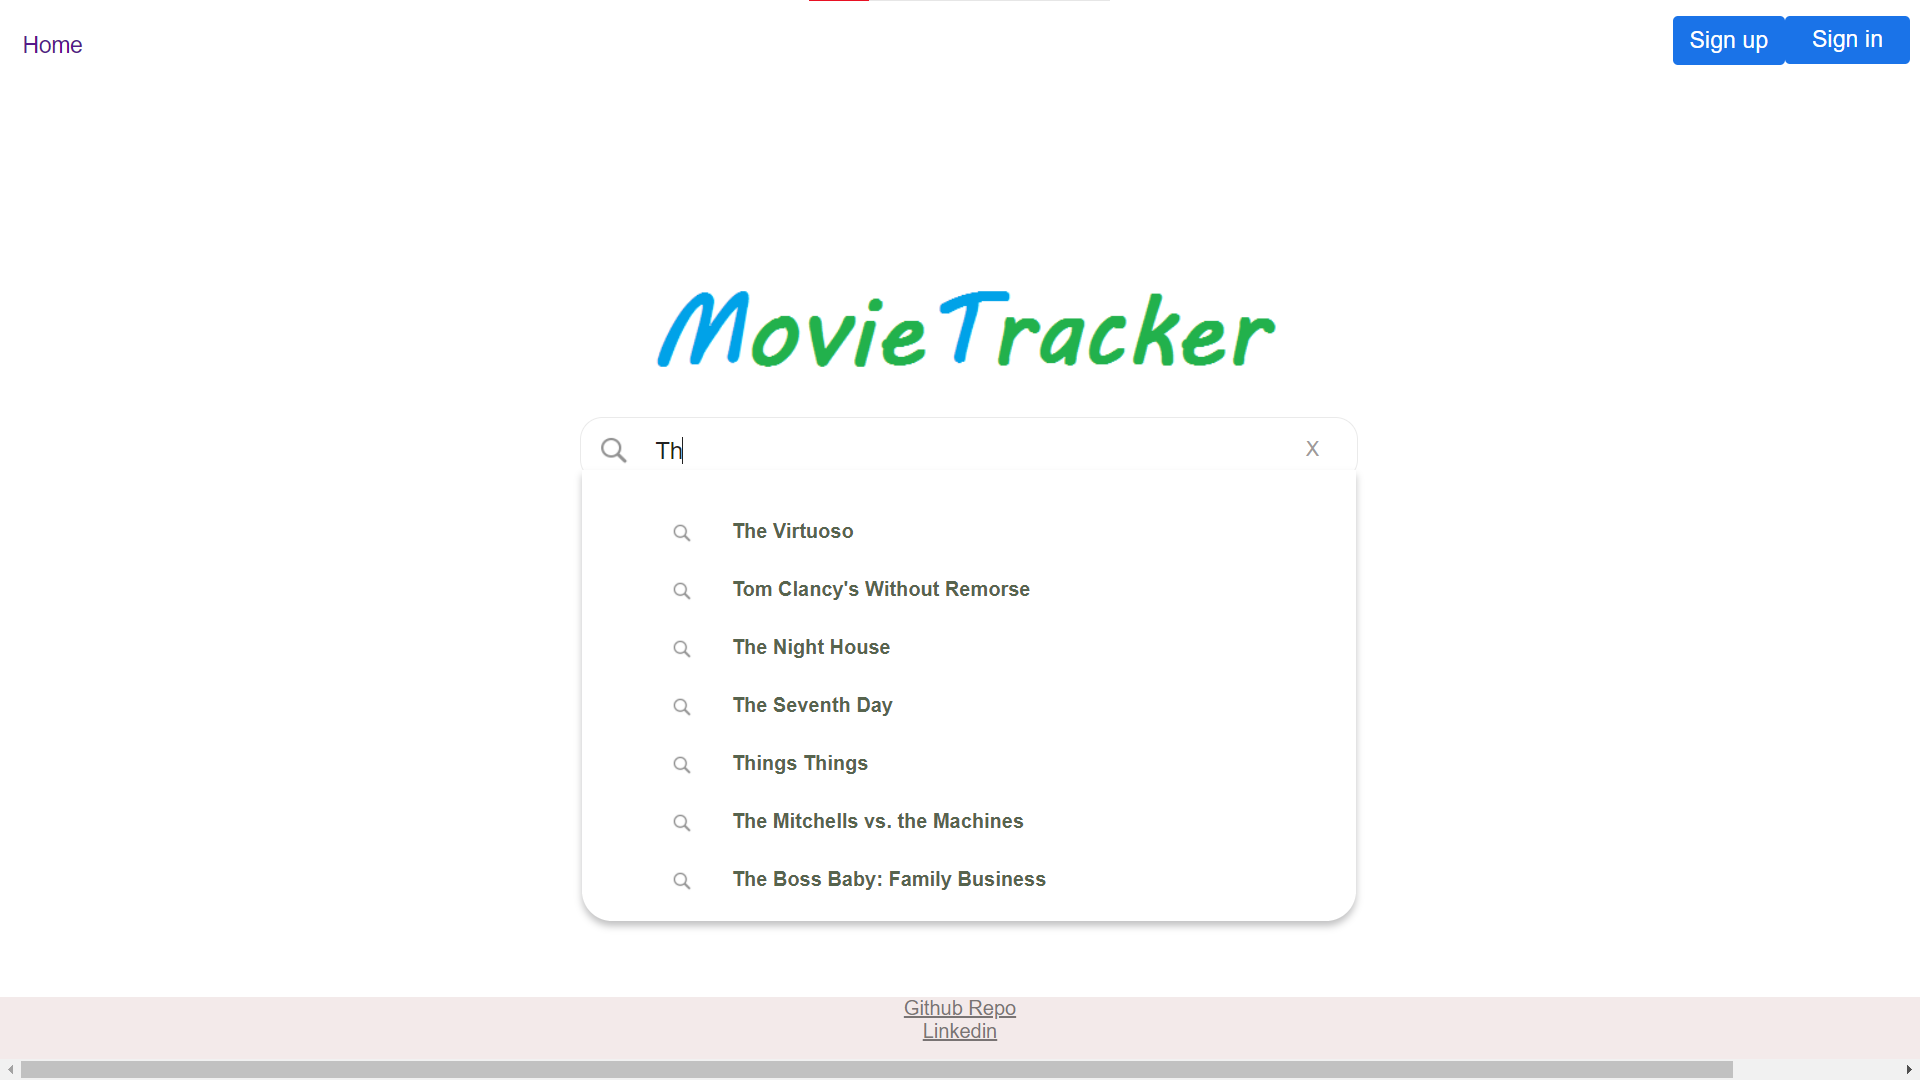 Home
Sign up
Sign in
MovieTracker
Th
X
The Virtuoso
Tom Clancy's Without Remorse
The Night House
The Seventh Day
Things Things
The Mitchells vs. the Machines
The Boss Baby: Family Business
Github Repo
Linkedin